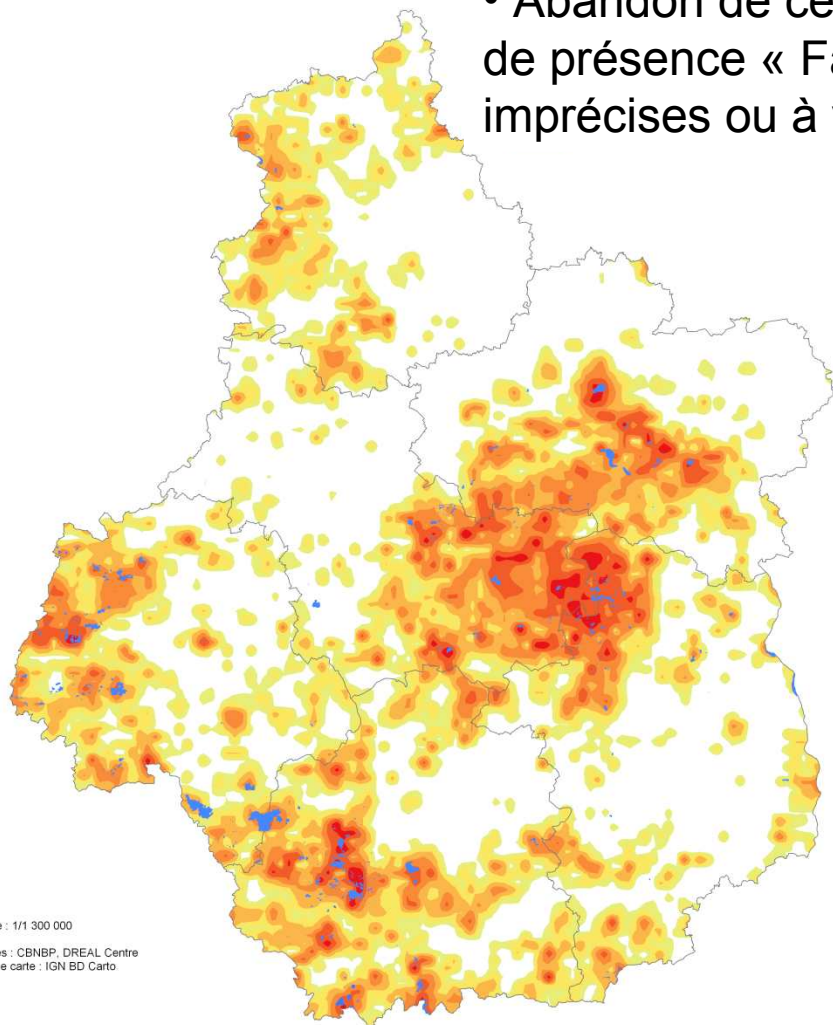 • Abandon de ce
de présence « Fa
imprécises ou à
: 1/1 300 000
: CBNBP, DREAL Centre
carte : IGN BD Carto